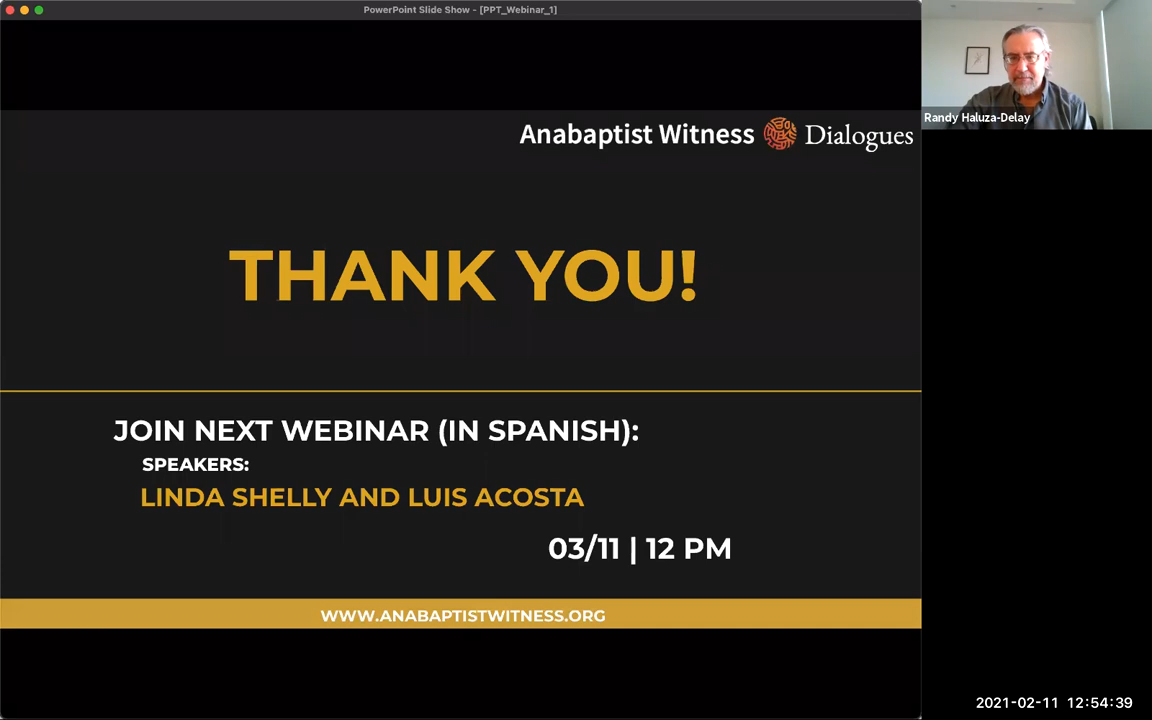 PowerPoint Slide Show - [PPT_Webinar_1]
Anabaptist Witness Dialogues
THANK YOU!
JOIN NEXT WEBINAR (IN SPANISH):
SPEAKERS:
LINDA SHELLY AND LUIS ACOSTA
03/11 | 12 PM
WWW.ANABAPTISTWITNESS.ORG
Randy Haluza-Delay
2021-02-11 12:54:39